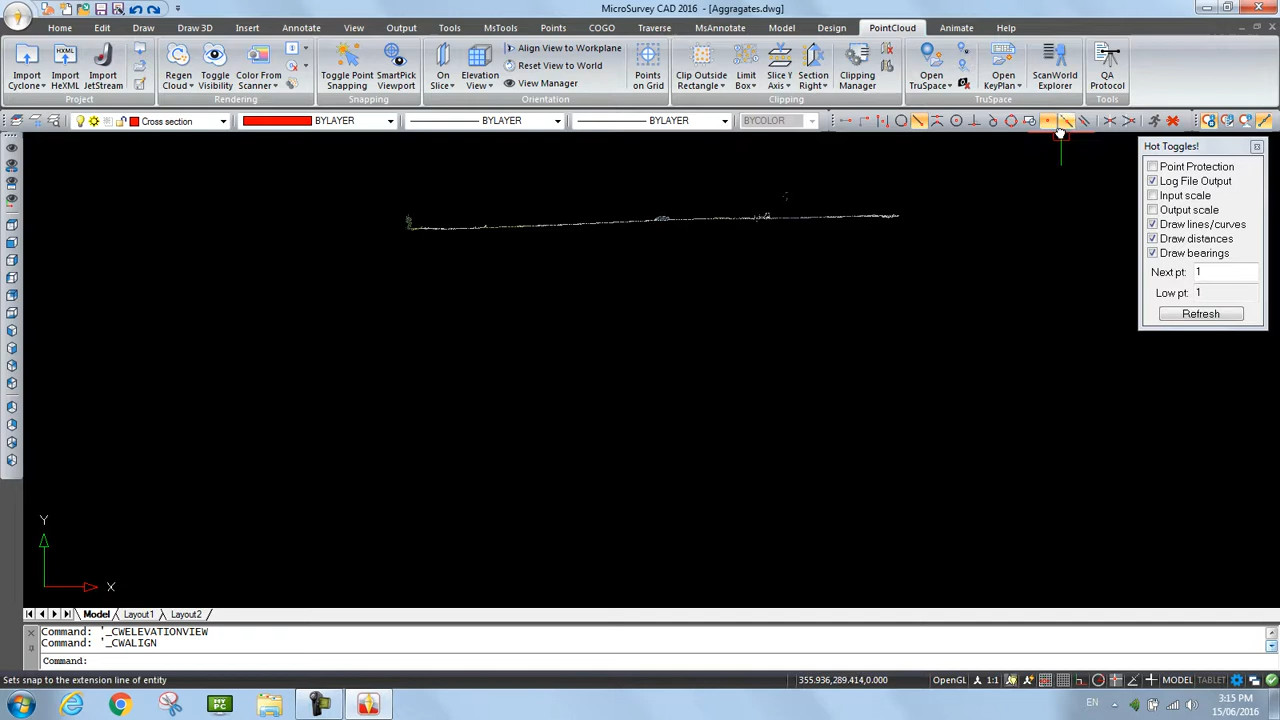 MicroSurvey CAD 2016 - [Aggragates.dwg]
Home Edit Draw Draw 3D Insert Annotate View Output Tools MsTools Points COGO Traverse MsAnnotate Model Design PointCloud Animate Help
Import Cyclone
Import HeXML
Import JetStream
Project
Regen Cloud
Toggle Visibility
Color From Scanner
Rendering
Toggle Point Snapping
SmartPick Viewport
Snapping
On Slice
Elevation View
Align View to Workplane
Reset View to World
View Manager
Orientation
Points on Grid
Clip Outside Rectangle
Limit Box
Slice Y Axis
Section Right
Clipping Manager
Clipping
Open TruSpace
Open KeyPlan
ScanWorld Explorer
TruSpace
QA Protocol
Tools
Cross section BYLAYER BYLAYER BYLAYER BYCOLOR
Hot Toggles!
Point Protection
Log File Output
Input scale
Output scale
Draw lines/curves
Draw distances
Draw bearings
Next pt: 1
Low pt: 1
Refresh
Y
X
Model Layout1 Layout2
Command: '_CWELEVATIONVIEW
Command: '_CWALIGN
Command:
Sets snap to the extension line of entity 355.936,289.414,0.000 OpenGL 1:1 MODEL TABLET
MY PC
EN 3:15 PM
15/06/2016